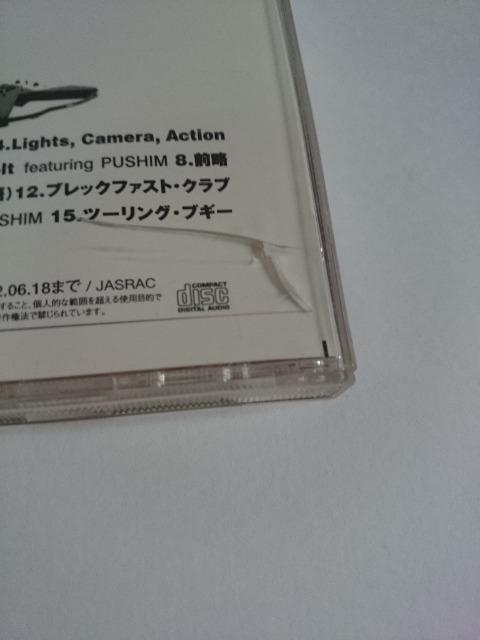 4.Lights, Camera, Action
lt featuring PUSHIM 8.前略
)12.ブレックファスト・クラブ
SHIM 15.ツーリング・ブギー
2.06.18まで / JASRAC
COMPACT
disc
DIGITAL AUDIO
すること、個人的な範囲を超える使用目的で
作権法で禁じられています。